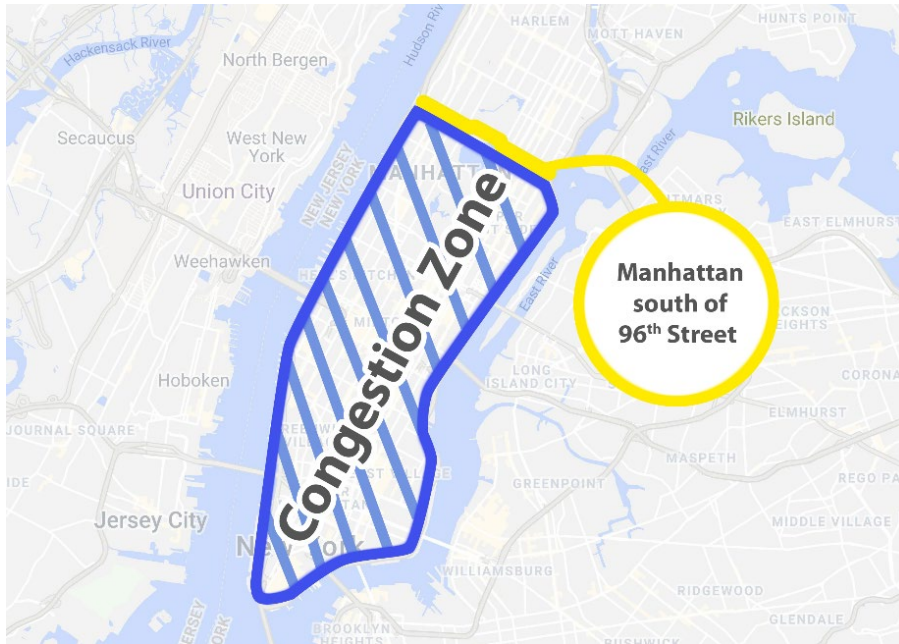 HARLEM
HUNTS POINT
MOTT HAVEN
Hackensack River
North Bergen
Hudson River
Secaucus
West New
York
Rikers Island
East River
NEW JERSEY
NEW YORK
MANHATTAN
Union City
EAST ELMHURST
Weehawken
East River
Manhattan
south of
96th Street
Congestion Zone
LONG
ISLAND CITY
CORONA
Hoboken
ELMHURST
JOURNAL SQUARE
MASPETH
REGO PA
GREENPOINT
Jersey City
MIDDLE VILLAGE
New York
WILLIAMSBURG
RIDGEWOOD
GLENDALE
BROOKLYN
HEIGHTS
BUSHWICK
JERSEY
YORK